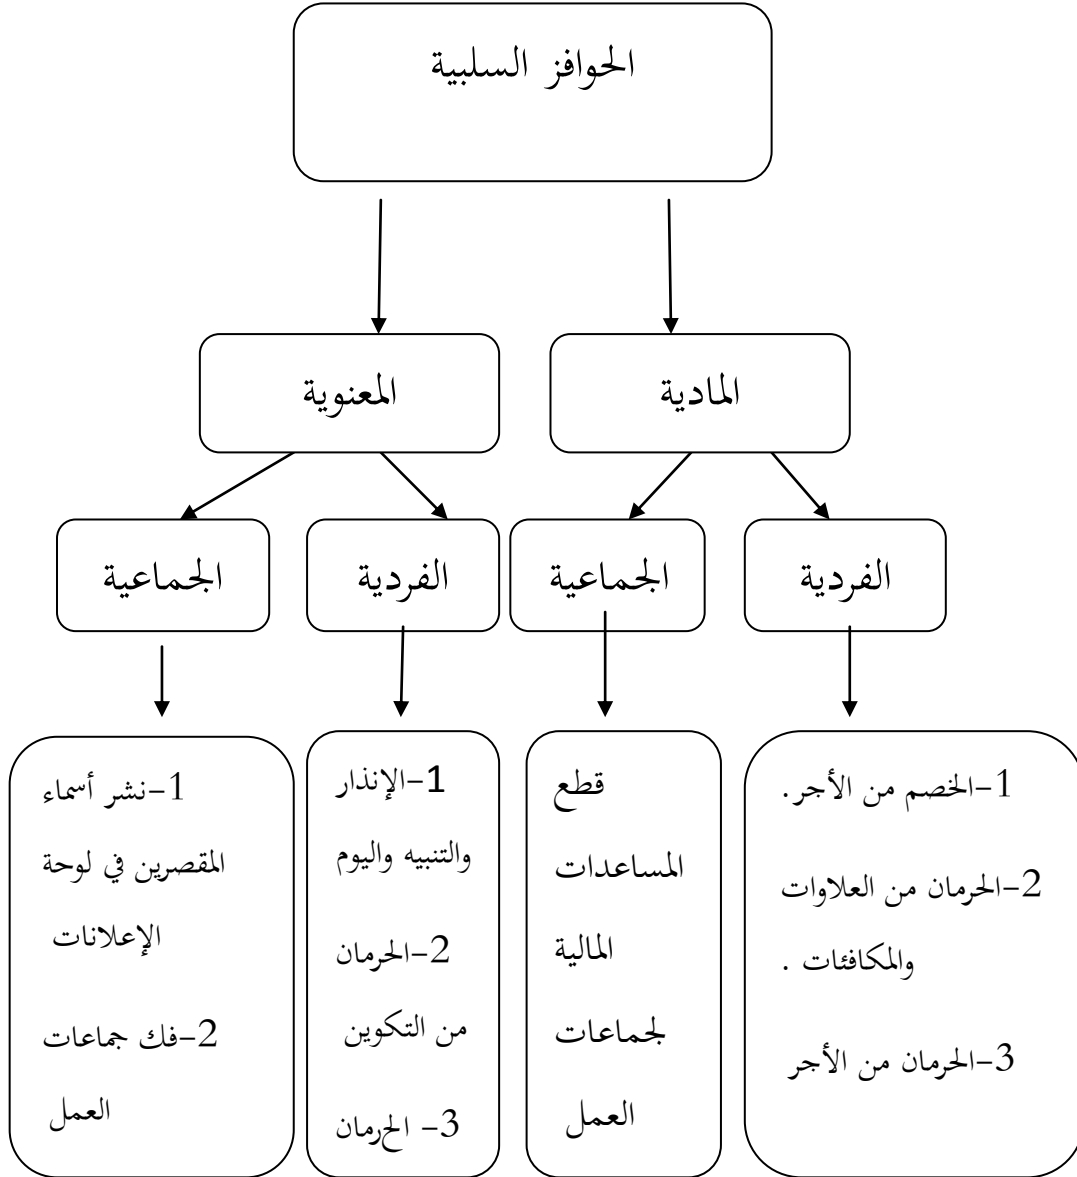 الحوافز السلبية
المادية
المعنوية
الفردية
الجماعية
الفردية
الجماعية
1-الخصم من الأجر.
2-الحرمان من العلاوات
والمكافئات .
3-الحرمان من الأجر
قطع
المساعدات
المالية
لجماعات
العمل
1-الإنذار
والتنبيه واليوم
2-الحرمان
من التكوين
3- الحرمان
1-نشر أسماء
المقصرين في لوحة
الإعلانات
2-فك جماعات
العمل